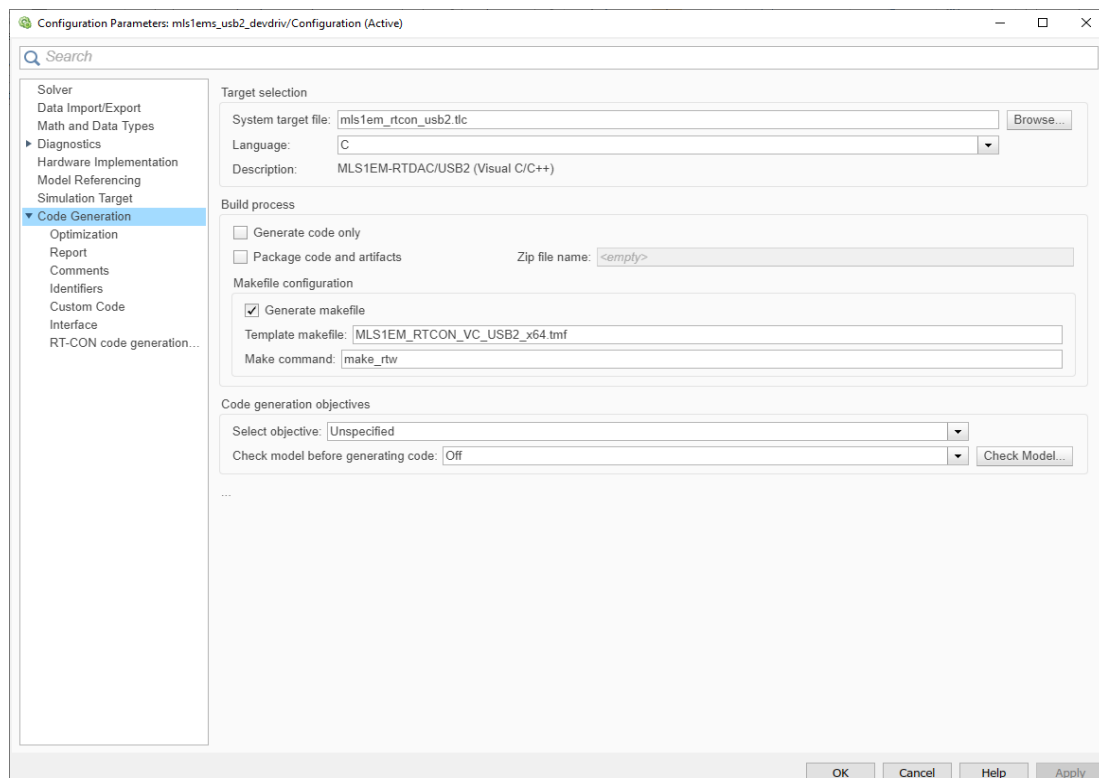 Configuration Parameters: mls1ems_usb2_devdriv/Configuration (Active)
Search
Solver
Data Import/Export
Math and Data Types
Diagnostics
Hardware Implementation
Model Referencing
Simulation Target
Code Generation
Optimization
Report
Comments
Identifiers
Custom Code
Interface
RT-CON code generation...
Target selection
System target file: mls1em_rtcon_usb2.tlc Browse...
Language: C
Description: MLS1EM-RTDAC/USB2 (Visual C/C++)
Build process
Generate code only
Package code and artifacts Zip file name: <empty>
Makefile configuration
Generate makefile
Template makefile: MLS1EM_RTCON_VC_USB2_x64.tmf
Make command: make_rtw
Code generation objectives
Select objective: Unspecified
Check model before generating code: Off Check Model...
...
OK Cancel Help Apply